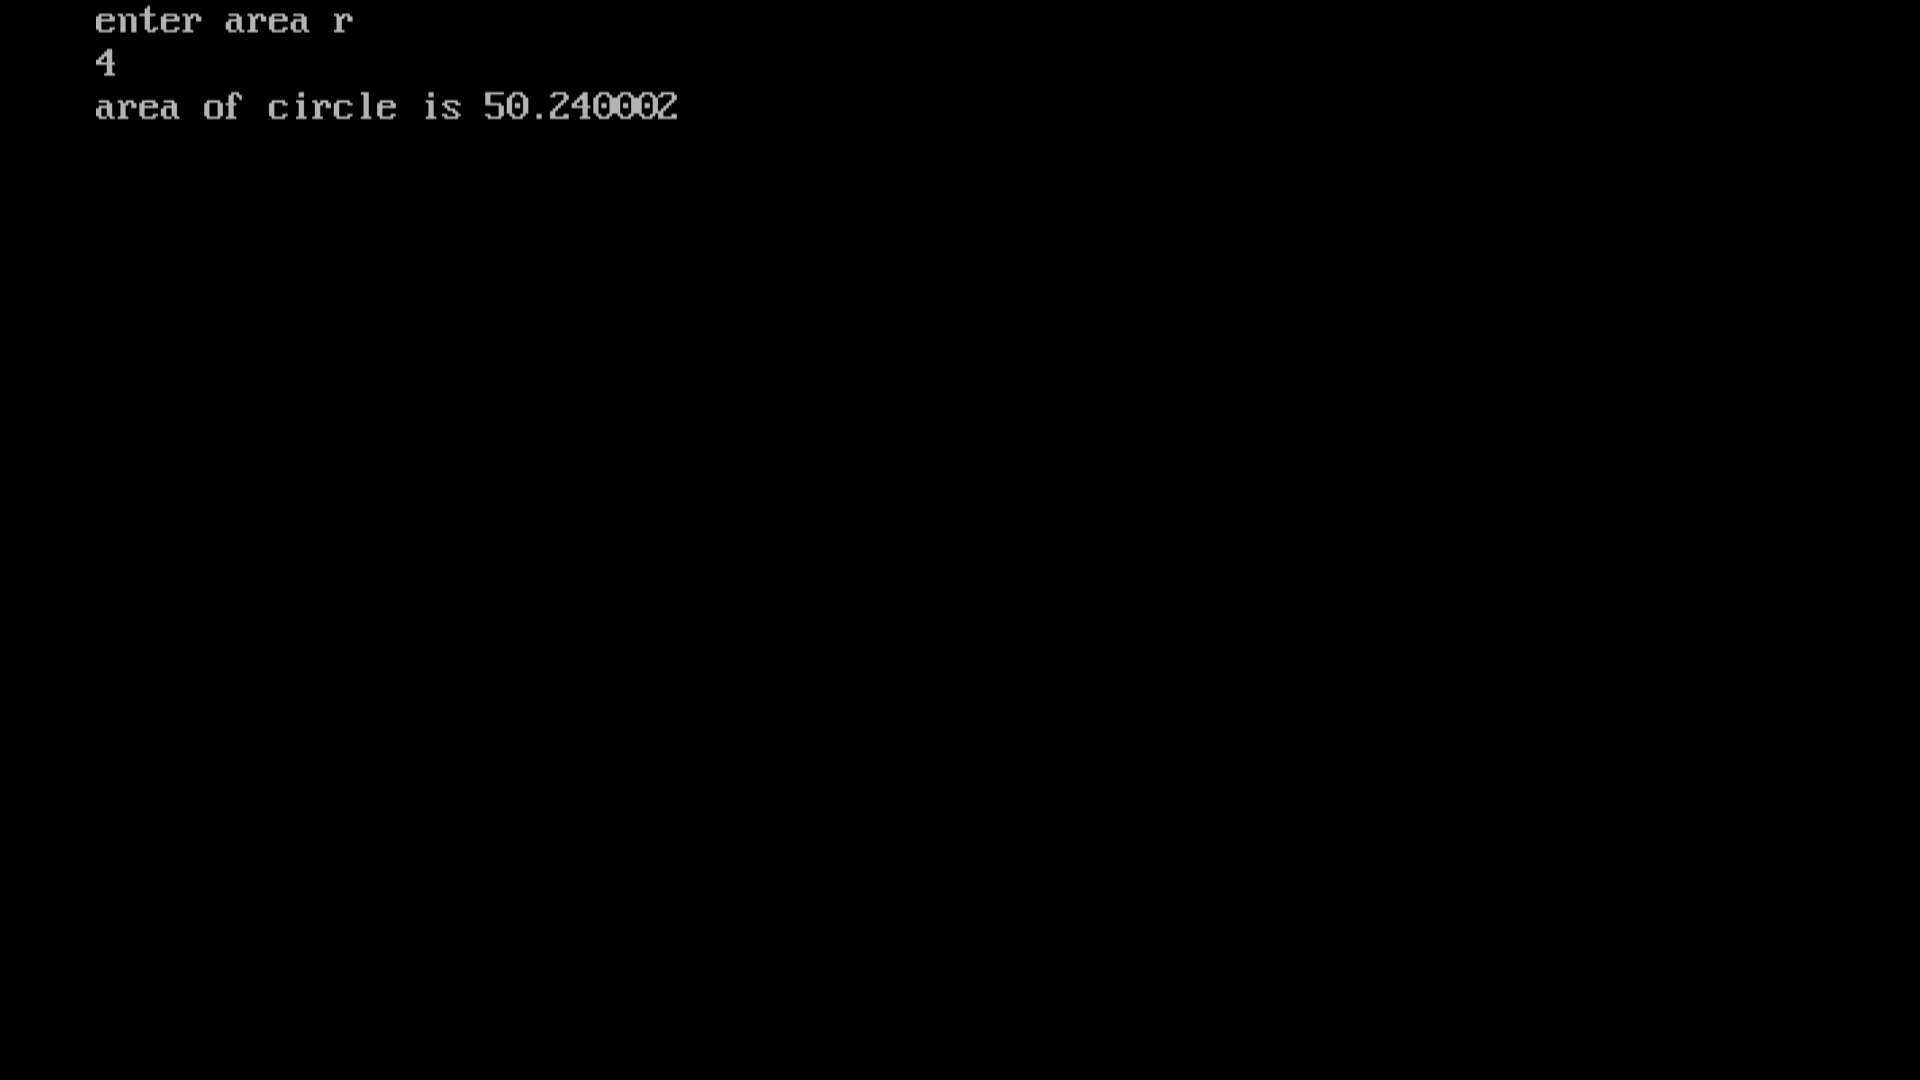 enter area r
4
area of circle is 50.240002